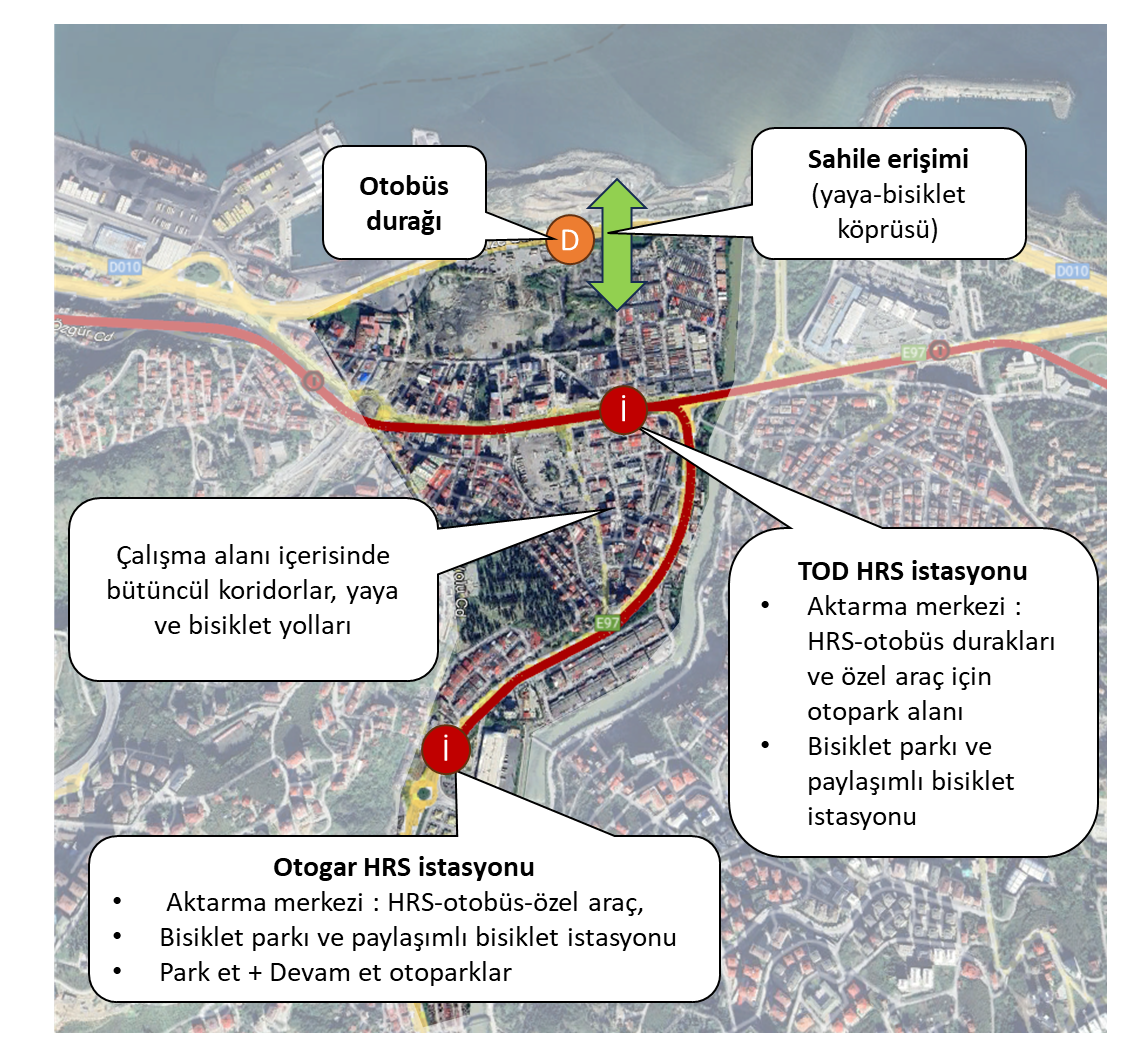 Otobüs
durağı
D
Sahile erişimi
(yaya-bisiklet
köprüsü)
D010
D010
Özgür Cd
E97
İ
Çalışma alanı içerisinde
bütüncül koridorlar, yaya
ve bisiklet yolları
E97
TOD HRS istasyonu
• Aktarma merkezi :
HRS-otobüs durakları
ve özel araç için
otopark alanı
• Bisiklet parkı ve
paylaşımlı bisiklet
istasyonu
İ
Otogar HRS istasyonu
• Aktarma merkezi : HRS-otobüs-özel araç,
• Bisiklet parkı ve paylaşımlı bisiklet istasyonu
• Park et + Devam et otoparklar